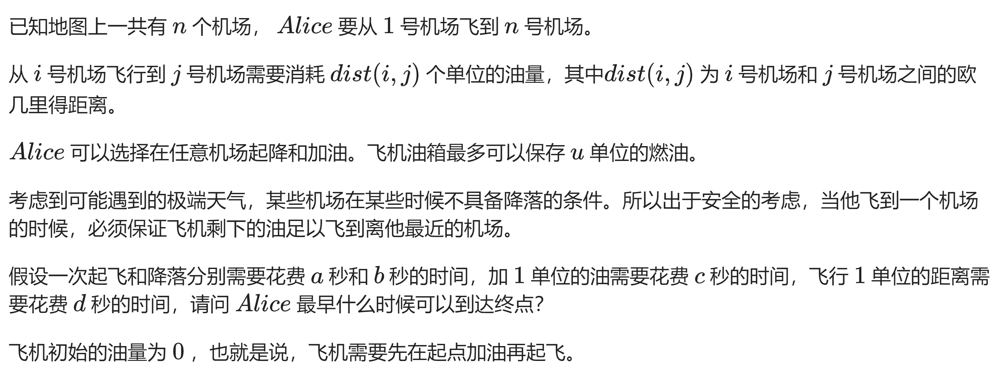 已知地图上一共有 n 个机场， Alice 要从 1 号机场飞到 n 号机场。
从 i 号机场飞行到 j 号机场需要消耗 dist(i, j) 个单位的油量，其中dist(i, j) 为 i 号机场和 j 号机场之间的欧
几里得距离。
Alice 可以选择在任意机场起降和加油。飞机油箱最多可以保存 u 单位的燃油。
考虑到可能遇到的极端天气，某些机场在某些时候不具备降落的条件。所以出于安全的考虑，当他飞到一个机场
的时候，必须保证飞机剩下的油足以飞到离他最近的机场。
假设一次起飞和降落分别需要花费 a 秒和 b 秒的时间，加 1 单位的油需要花费 c 秒的时间，飞行 1 单位的距离需
要花费 d 秒的时间，请问 Alice 最早什么时候可以到达终点？
飞机初始的油量为 0 ，也就是说，飞机需要先在起点加油再起飞。